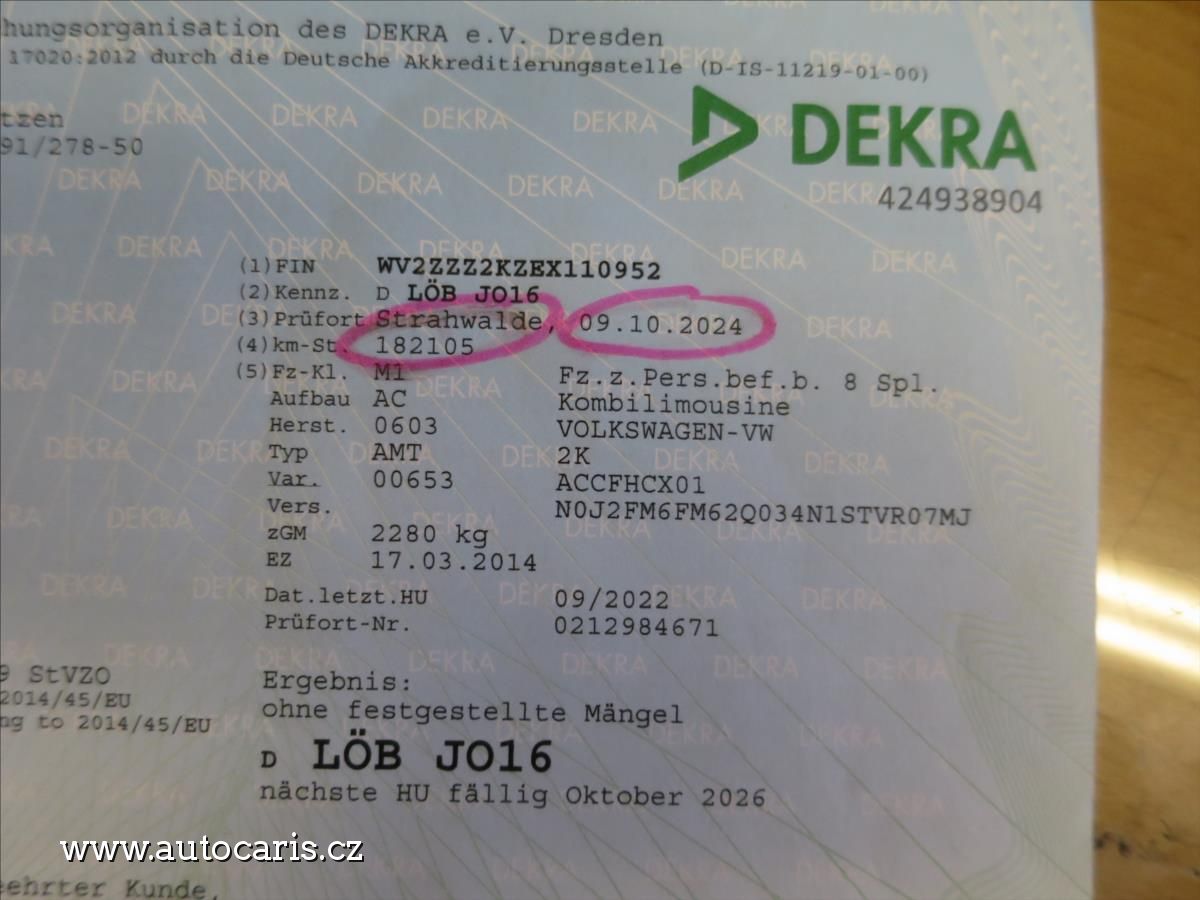 hungsorganisation des DEKRA e.V. Dresden
17020:2012 durch die Deutsche Akkreditierungsstelle (D-IS-11219-01-00)
tzen
91/278-50
DEKRA
424938904
(1)FIN WV2ZZZ2KZEX110952
(2)Kennz. D LÖB JO16
(3)Prüfort Strahwalde, 09.10.2024
(4)km-St. 182105
(5)Fz-Kl. M1 Fz.z.Pers.bef.b. 8 Spl.
Aufbau AC Kombilimousine
Herst. 0603 VOLKSWAGEN-VW
Typ AMT 2K
Var. 00653 ACCFHCX01
Vers. N0J2FM6FM62Q034N1STVR07MJ
zGM 2280 kg
EZ 17.03.2014
Dat.letzt.HU 09/2022
Prüfort-Nr. 0212984671
9 StVZO
2014/45/EU
ng to 2014/45/EU
Ergebnis:
ohne festgestellte Mängel
D LÖB JO16
nächste HU fällig Oktober 2026
www.autocaris.cz
eehrter Kunde,